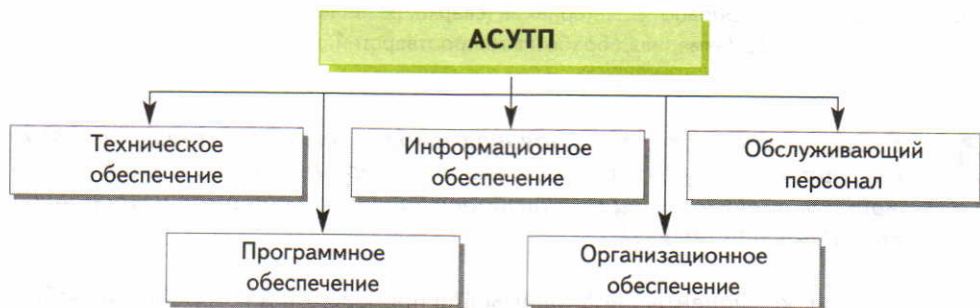 АСУТП
Техническое
обеспечение
Информационное
обеспечение
Обслуживающий
персонал
Программное
обеспечение
Организационное
обеспечение